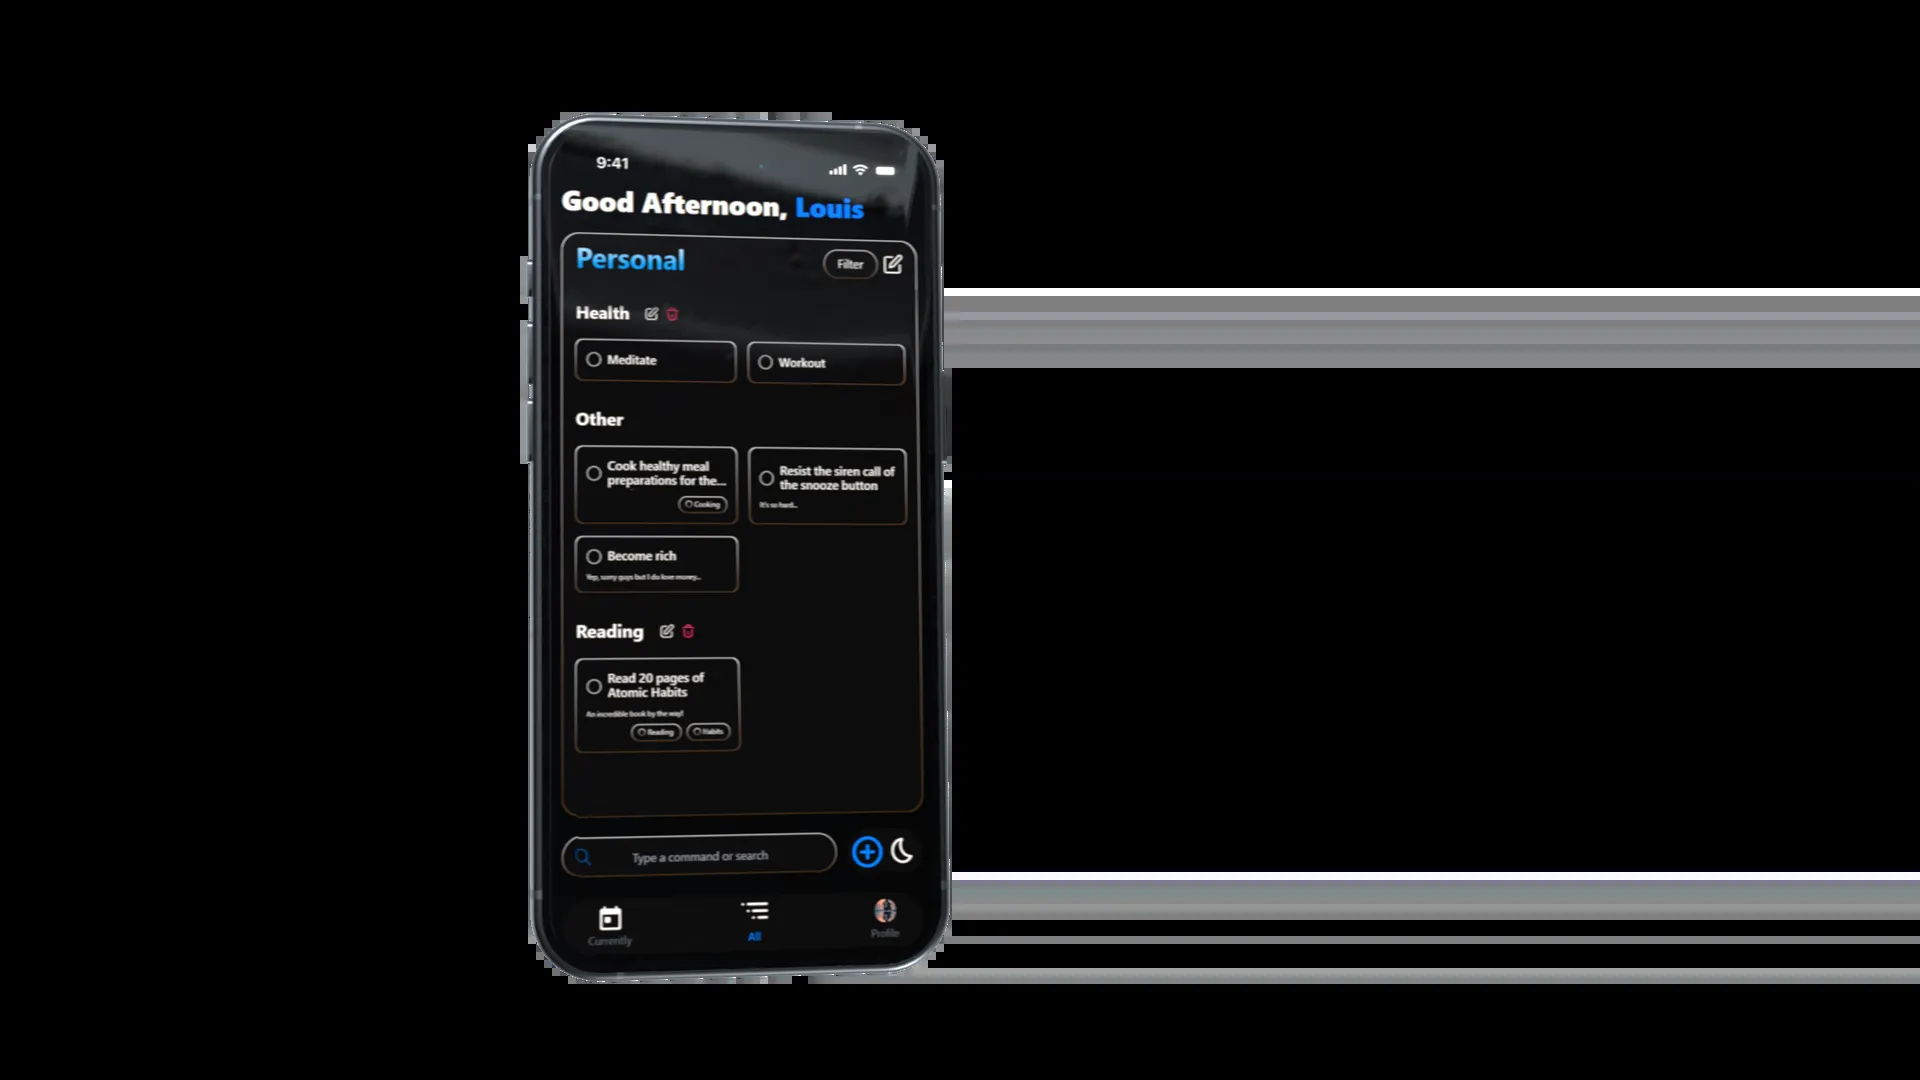 9:41
Good Afternoon, Louis
Personal
Filter
Health
Meditate
Workout
Other
Cook healthy meal
preparations for the...
Cooking
Resist the siren call of
the snooze button
It's so hard...
Become rich
Yep, sorry guys but I do love money...
Reading
Read 20 pages of
Atomic Habits
An incredible book by the way!
Reading
Habits
Type a command or search
Currently
All
Profile